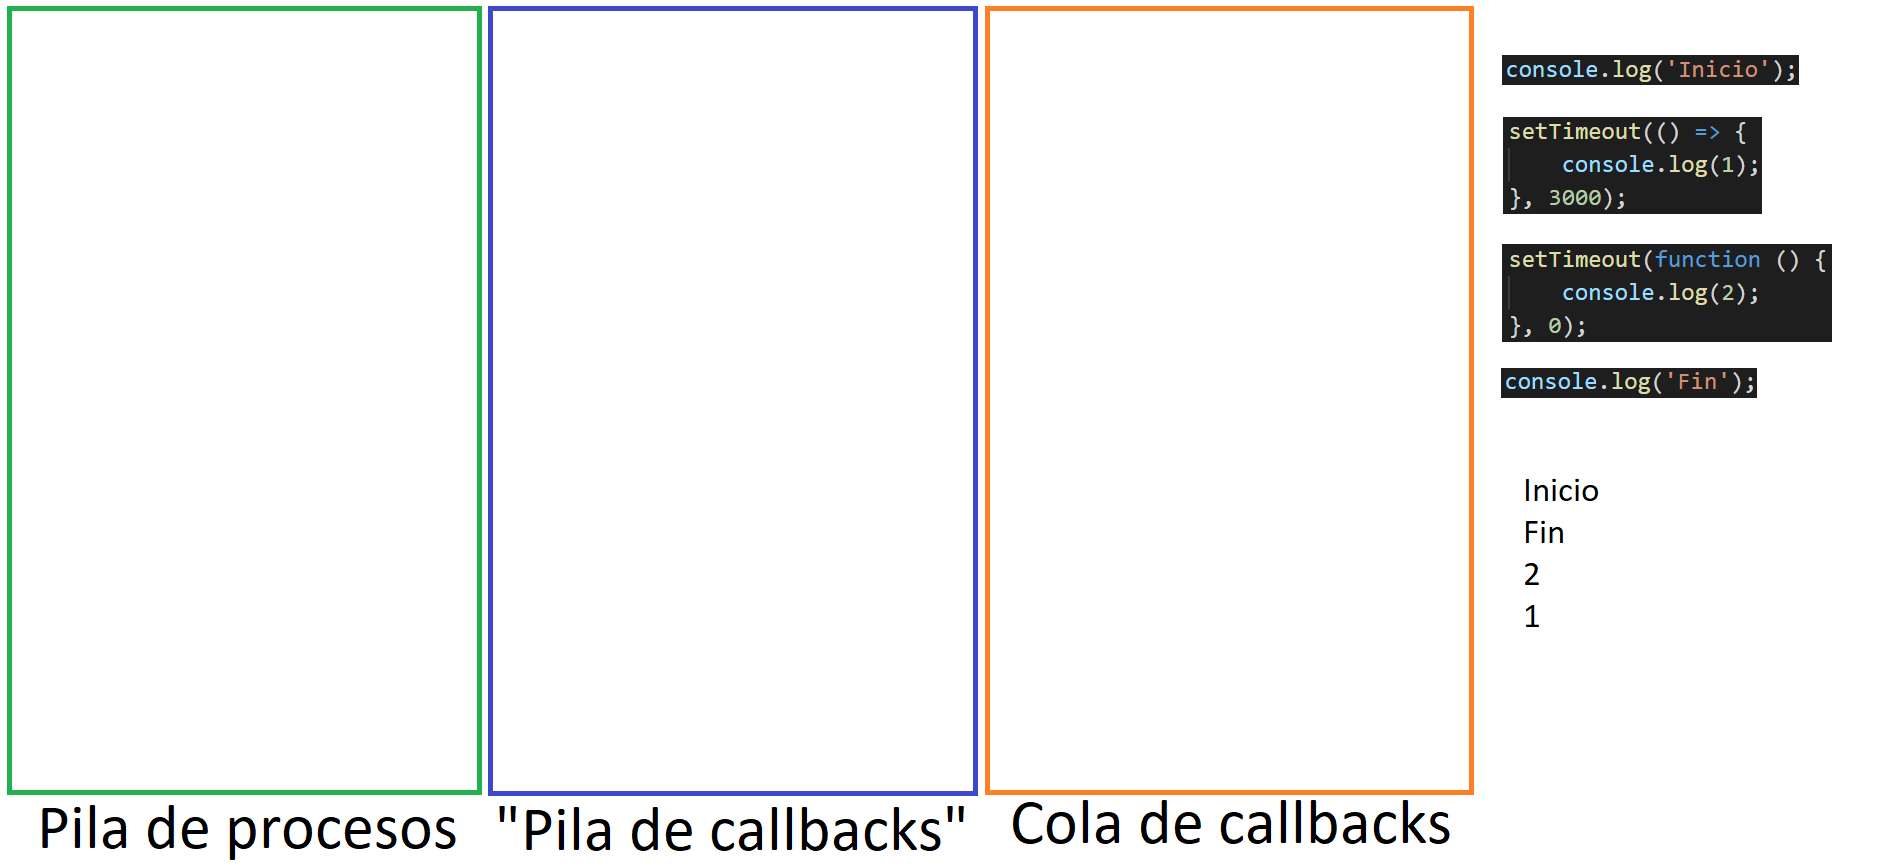 console.log('Inicio');
setTimeout(() => {
    console.log(1);
}, 3000);
setTimeout(function () {
    console.log(2);
}, 0);
console.log('Fin');
Inicio
Fin
2
1
Pila de procesos
"Pila de callbacks"
Cola de callbacks